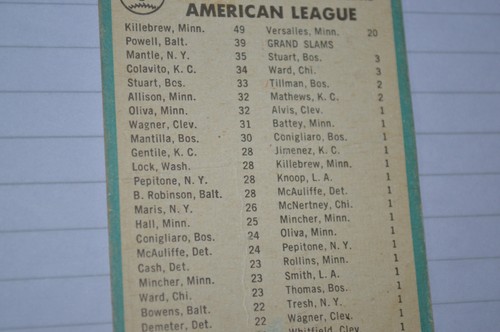 AMERICAN LEAGUE
Killebrew, Minn. 49
Powell, Balt. 39
Mantle, N. Y. 35
Colavito, K. C. 34
Stuart, Bos. 33
Allison, Minn. 32
Oliva, Minn. 32
Wagner, Clev. 31
Mantilla, Bos. 30
Gentile, K. C. 28
Lock, Wash. 28
Pepitone, N. Y. 28
B. Robinson, Balt. 28
Maris, N. Y. 26
Hall, Minn. 25
Conigliaro, Bos. 24
McAuliffe, Det. 24
Cash, Det. 23
Mincher, Minn. 23
Ward, Chi. 23
Bowens, Balt. 22
Demeter, Det. 22
Versalles, Minn. 20
GRAND SLAMS
Stuart, Bos. 3
Ward, Chi. 3
Tillman, Bos. 2
Mathews, K. C. 2
Alvis, Clev. 1
Battey, Minn. 1
Conigliaro, Bos. 1
Jimenez, K. C. 1
Killebrew, Minn. 1
Knoop, L. A. 1
McAuliffe, Det. 1
McNertney, Chi. 1
Mincher, Minn. 1
Oliva, Minn. 1
Pepitone, N. Y. 1
Rollins, Minn. 1
Smith, L. A. 1
Thomas, Bos. 1
Tresh, N. Y. 1
Wagner, Clev. 1
Whitfield, Clev. 1